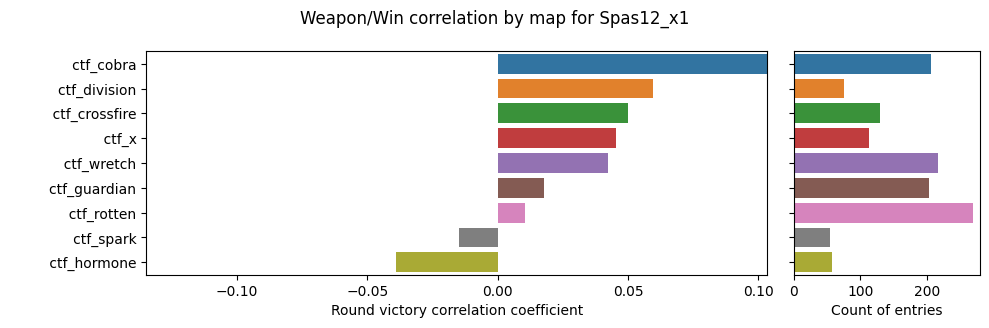 Weapon/Win correlation by map for Spas12_x1
ctf_cobra
ctf_division
ctf_crossfire
ctf_x
ctf_wretch
ctf_guardian
ctf_rotten
ctf_spark
ctf_hormone
−0.10 −0.05 0.00 0.05 0.10
0 100 200
Round victory correlation coefficient
Count of entries